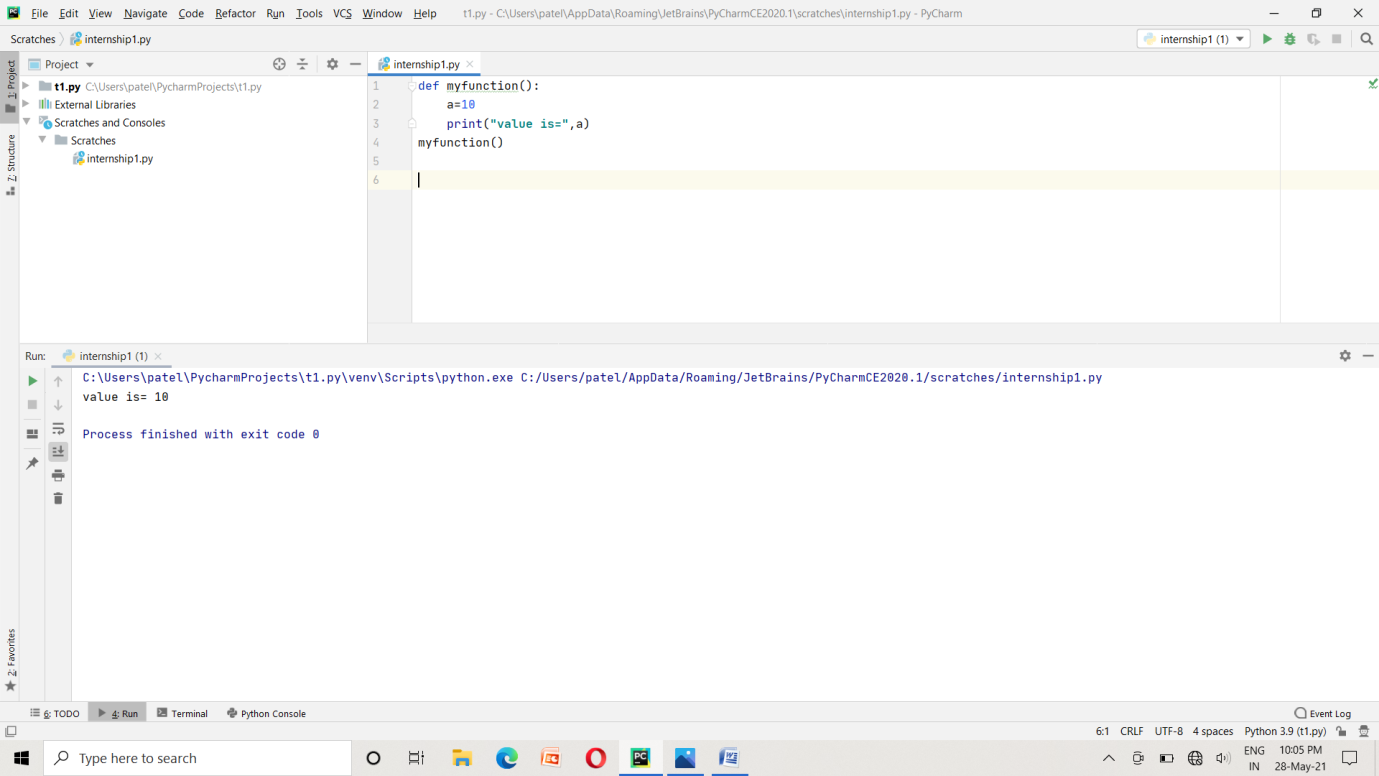 File Edit View Navigate Code Refactor Run Tools VCS Window Help t1.py - C:\Users\patel\AppData\Roaming\JetBrains\PyCharmCE2020.1\scratches\internship1.py - PyCharm
Scratches internship1.py internship1 (1)
1: Project
Project
internship1.py
t1.py C:\Users\patel\PycharmProjects\t1.py
External Libraries
Scratches and Consoles
Scratches
internship1.py
Z: Structure
1 def myfunction():
2 a=10
3 print("value is=",a)
4 myfunction()
5
6
Run: internship1 (1)
C:\Users\patel\PycharmProjects\t1.py\venv\Scripts\python.exe C:/Users/patel/AppData/Roaming/JetBrains/PyCharmCE2020.1/scratches/internship1.py
value is= 10
Process finished with exit code 0
2: Favorites
6: TODO 4: Run Terminal Python Console Event Log
6:1 CRLF UTF-8 4 spaces Python 3.9 (t1.py)
Type here to search
ENG 10:05 PM
IN 28-May-21